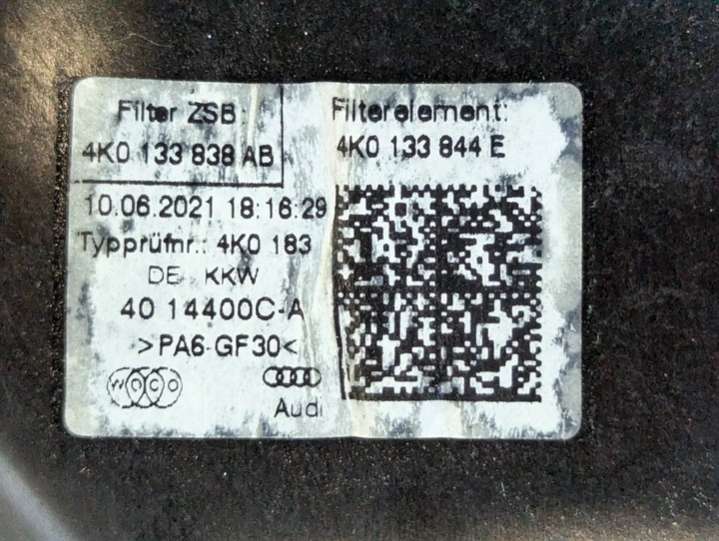 Filter ZSB:
4K0 133 838 AB
Filterelement:
4K0 133 844 E
10.06.2021 18:16:29
Typprüfnr.: 4K0 183
DE KKW
40 14400C-A
>PA6-GF30<
WOCO
Audi